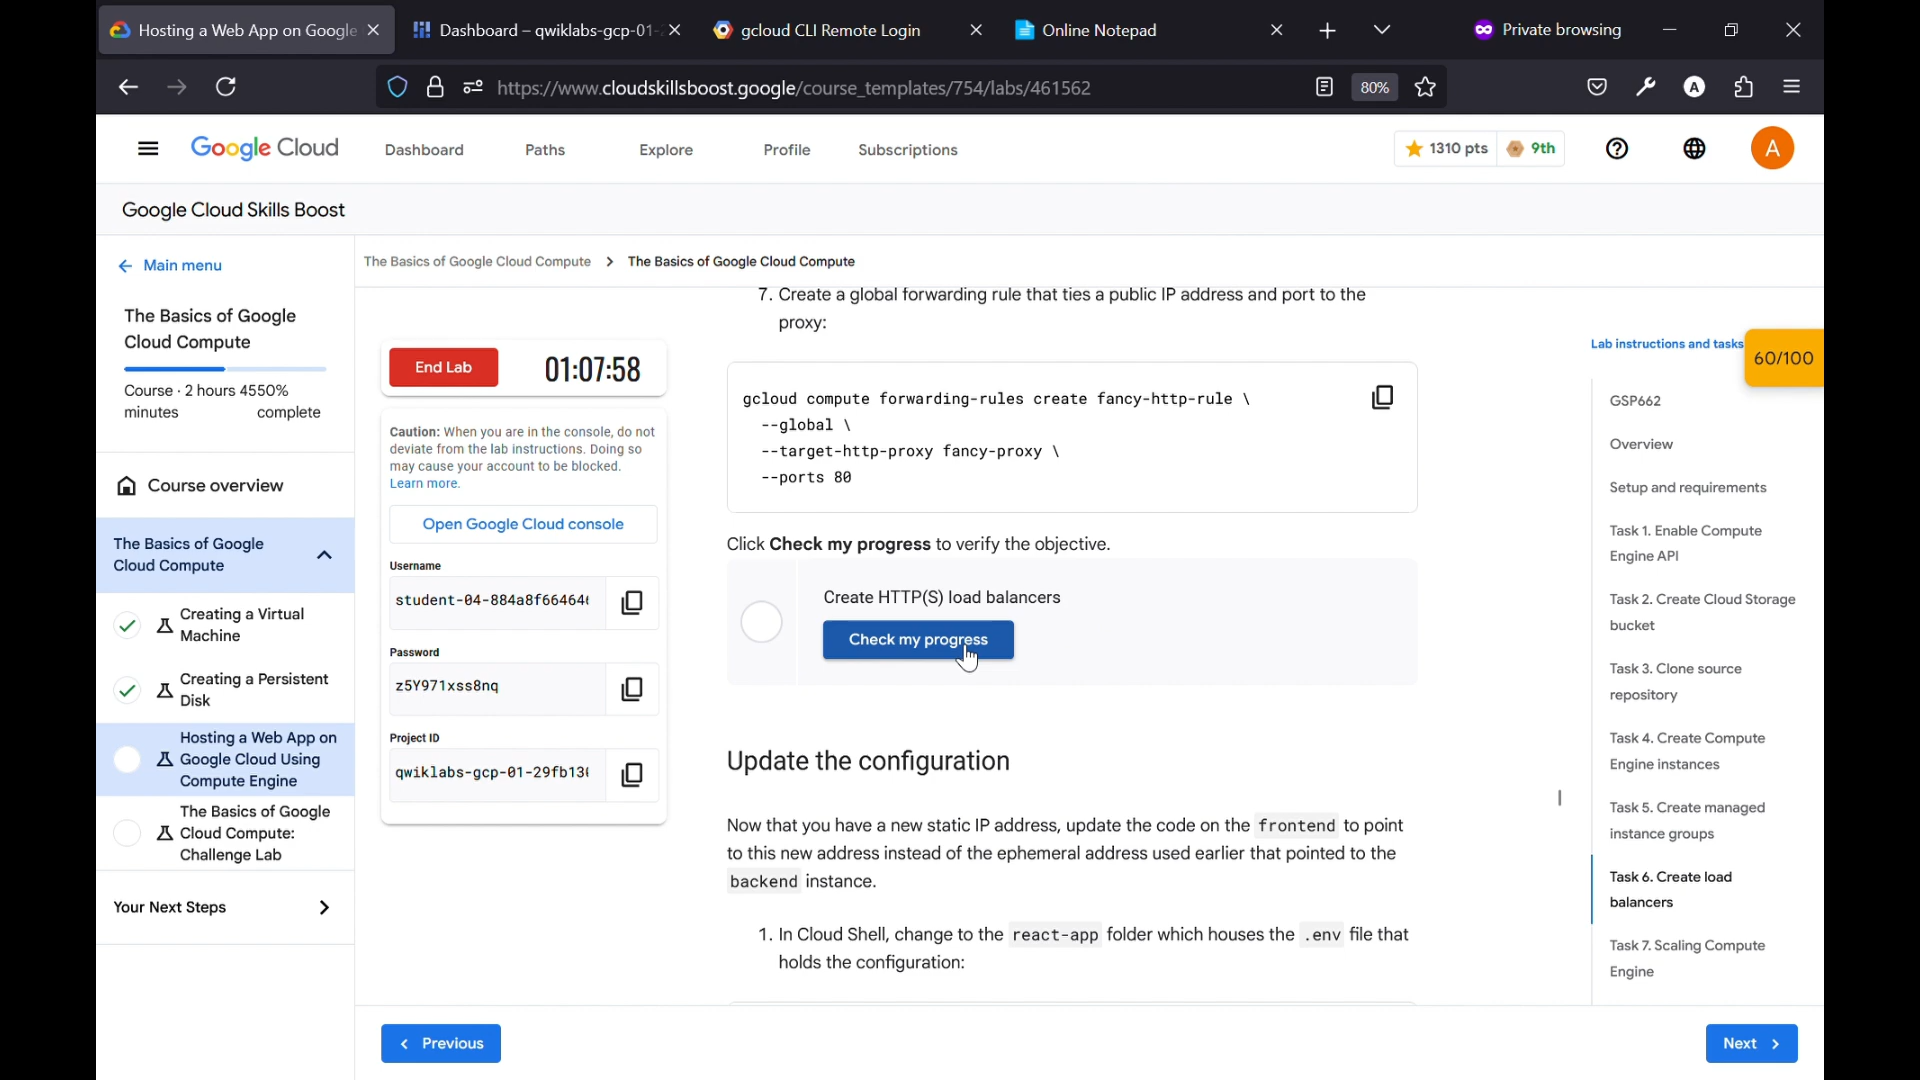 Hosting a Web App on Google
Dashboard – qwiklabs-gcp-01-
gcloud CLI Remote Login
Online Notepad
Private browsing
https://www.cloudskillsboost.google/course_templates/754/labs/461562
80%
A
Google Cloud
Dashboard
Paths
Explore
Profile
Subscriptions
1310 pts
9th
A
Google Cloud Skills Boost
Main menu
The Basics of Google
Cloud Compute
Course · 2 hours 45
minutes
50%
complete
Course overview
The Basics of Google
Cloud Compute
Creating a Virtual
Machine
Creating a Persistent
Disk
Hosting a Web App on
Google Cloud Using
Compute Engine
The Basics of Google
Cloud Compute:
Challenge Lab
Your Next Steps
The Basics of Google Cloud Compute
The Basics of Google Cloud Compute
End Lab
01:07:58
Caution: When you are in the console, do not
deviate from the lab instructions. Doing so
may cause your account to be blocked.
Learn more.
Open Google Cloud console
Username
student-04-884a8f66464
Password
z5Y971xss8nq
Project ID
qwiklabs-gcp-01-29fb13
7. Create a global forwarding rule that ties a public IP address and port to the
proxy:
gcloud compute forwarding-rules create fancy-http-rule \
--global \
--target-http-proxy fancy-proxy \
--ports 80
Click Check my progress to verify the objective.
Create HTTP(S) load balancers
Check my progress
Update the configuration
Now that you have a new static IP address, update the code on the frontend to point
to this new address instead of the ephemeral address used earlier that pointed to the
backend instance.
1. In Cloud Shell, change to the react-app folder which houses the .env file that
holds the configuration:
Lab instructions and tasks
60/100
GSP662
Overview
Setup and requirements
Task 1. Enable Compute
Engine API
Task 2. Create Cloud Storage
bucket
Task 3. Clone source
repository
Task 4. Create Compute
Engine instances
Task 5. Create managed
instance groups
Task 6. Create load
balancers
Task 7. Scaling Compute
Engine
Previous
Next